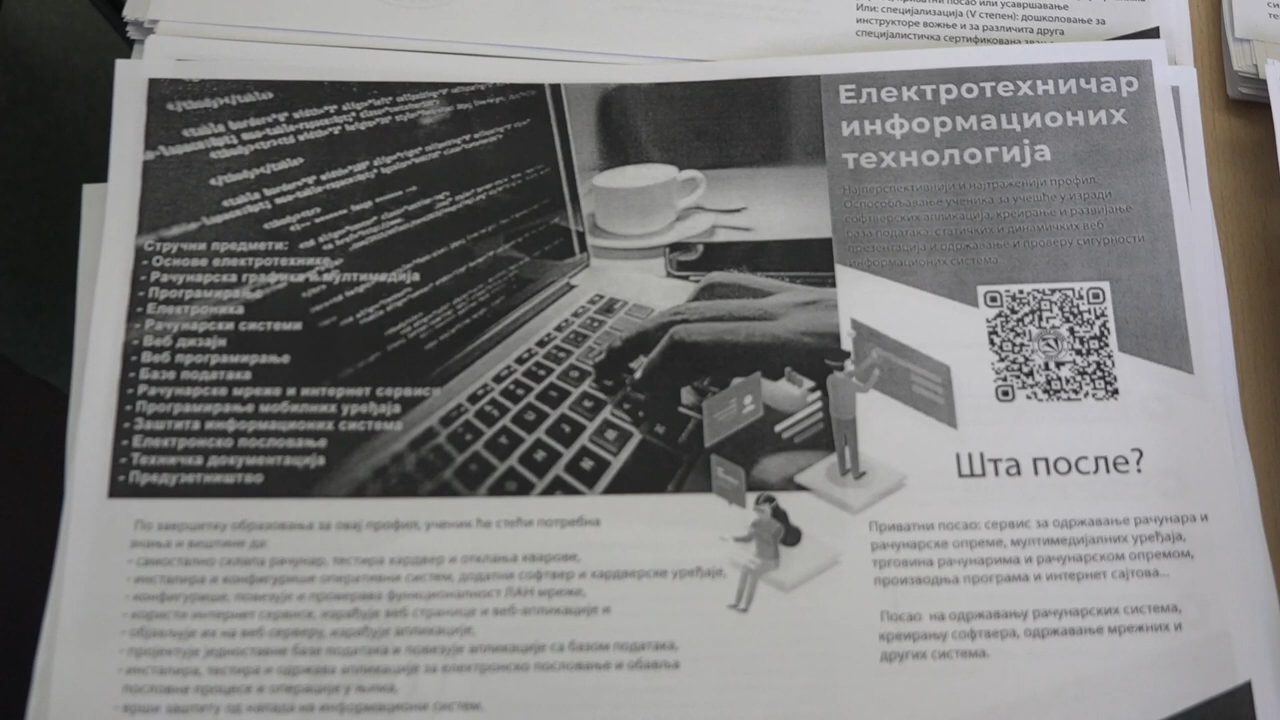 приватни посао или усавршавање
Или: специјализација (V степен): дошколовање за
инструкторе вожње и за различита друга
специјалистичка сертификована
Електротехничар
информационих
технологија
Најперспективнији и најтраженији профил.
Оспособљавање ученика за учешће у изради
софтверских апликација, креирање и развијање
база података, статичких и динамичких веб
презентација и одржавање и проверу сигурности
информационих система
Стручни предмети:
- Основе електротехнике
- Рачунарска графика и мултимедија
- Програмирање
- Електроника
- Рачунарски системи
- Веб дизајн
- Веб програмирање
- Базе података
- Рачунарске мреже и интернет сервиси
- Програмирање мобилних уређаја
- Заштита информационих система
- Електронско пословање
- Техничка документација
- Предузетништво
Шта после?
По завршетку образовања за овај профил, ученик ће стећи потребна
знања и вештине да:
- самостално склапа рачунар, тестира хардвер и отклања кварове,
- инсталира и конфигурише оперативни систем, додатни софтвер и хардверске уређаје,
- конфигурише, повезује и проверава функционалност ЛАН мреже,
- користи интернет сервисе, израђује веб странице и веб-апликације и
- објављује их на веб серверу, израђује апликације,
- пројектује једноставне базе података и повезује апликације са базом података,
- инсталира, тестира и одржава апликације за електронско пословање и обавља
пословне процесе и операције у њима,
- врши заштиту од напада на информациони систем.
Приватни посао: сервис за одржавање рачунара и
рачунарске опреме, мултимедијалних уређаја,
трговина рачунарима и рачунарском опремом,
производња програма и интернет сајтова...
Посао на одржавању рачунарских система,
креирању софтвера, одржавање мрежних и
других система.